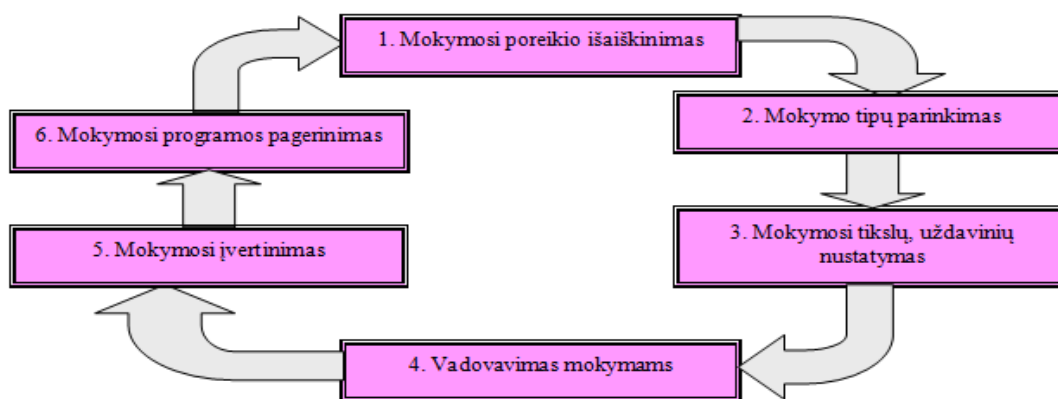 1. Mokymosi poreikio išaiškinimas
2. Mokymo tipų parinkimas
3. Mokymosi tikslų, uždavinių
nustatymas
4. Vadovavimas mokymams
5. Mokymosi įvertinimas
6. Mokymosi programos pagerinimas